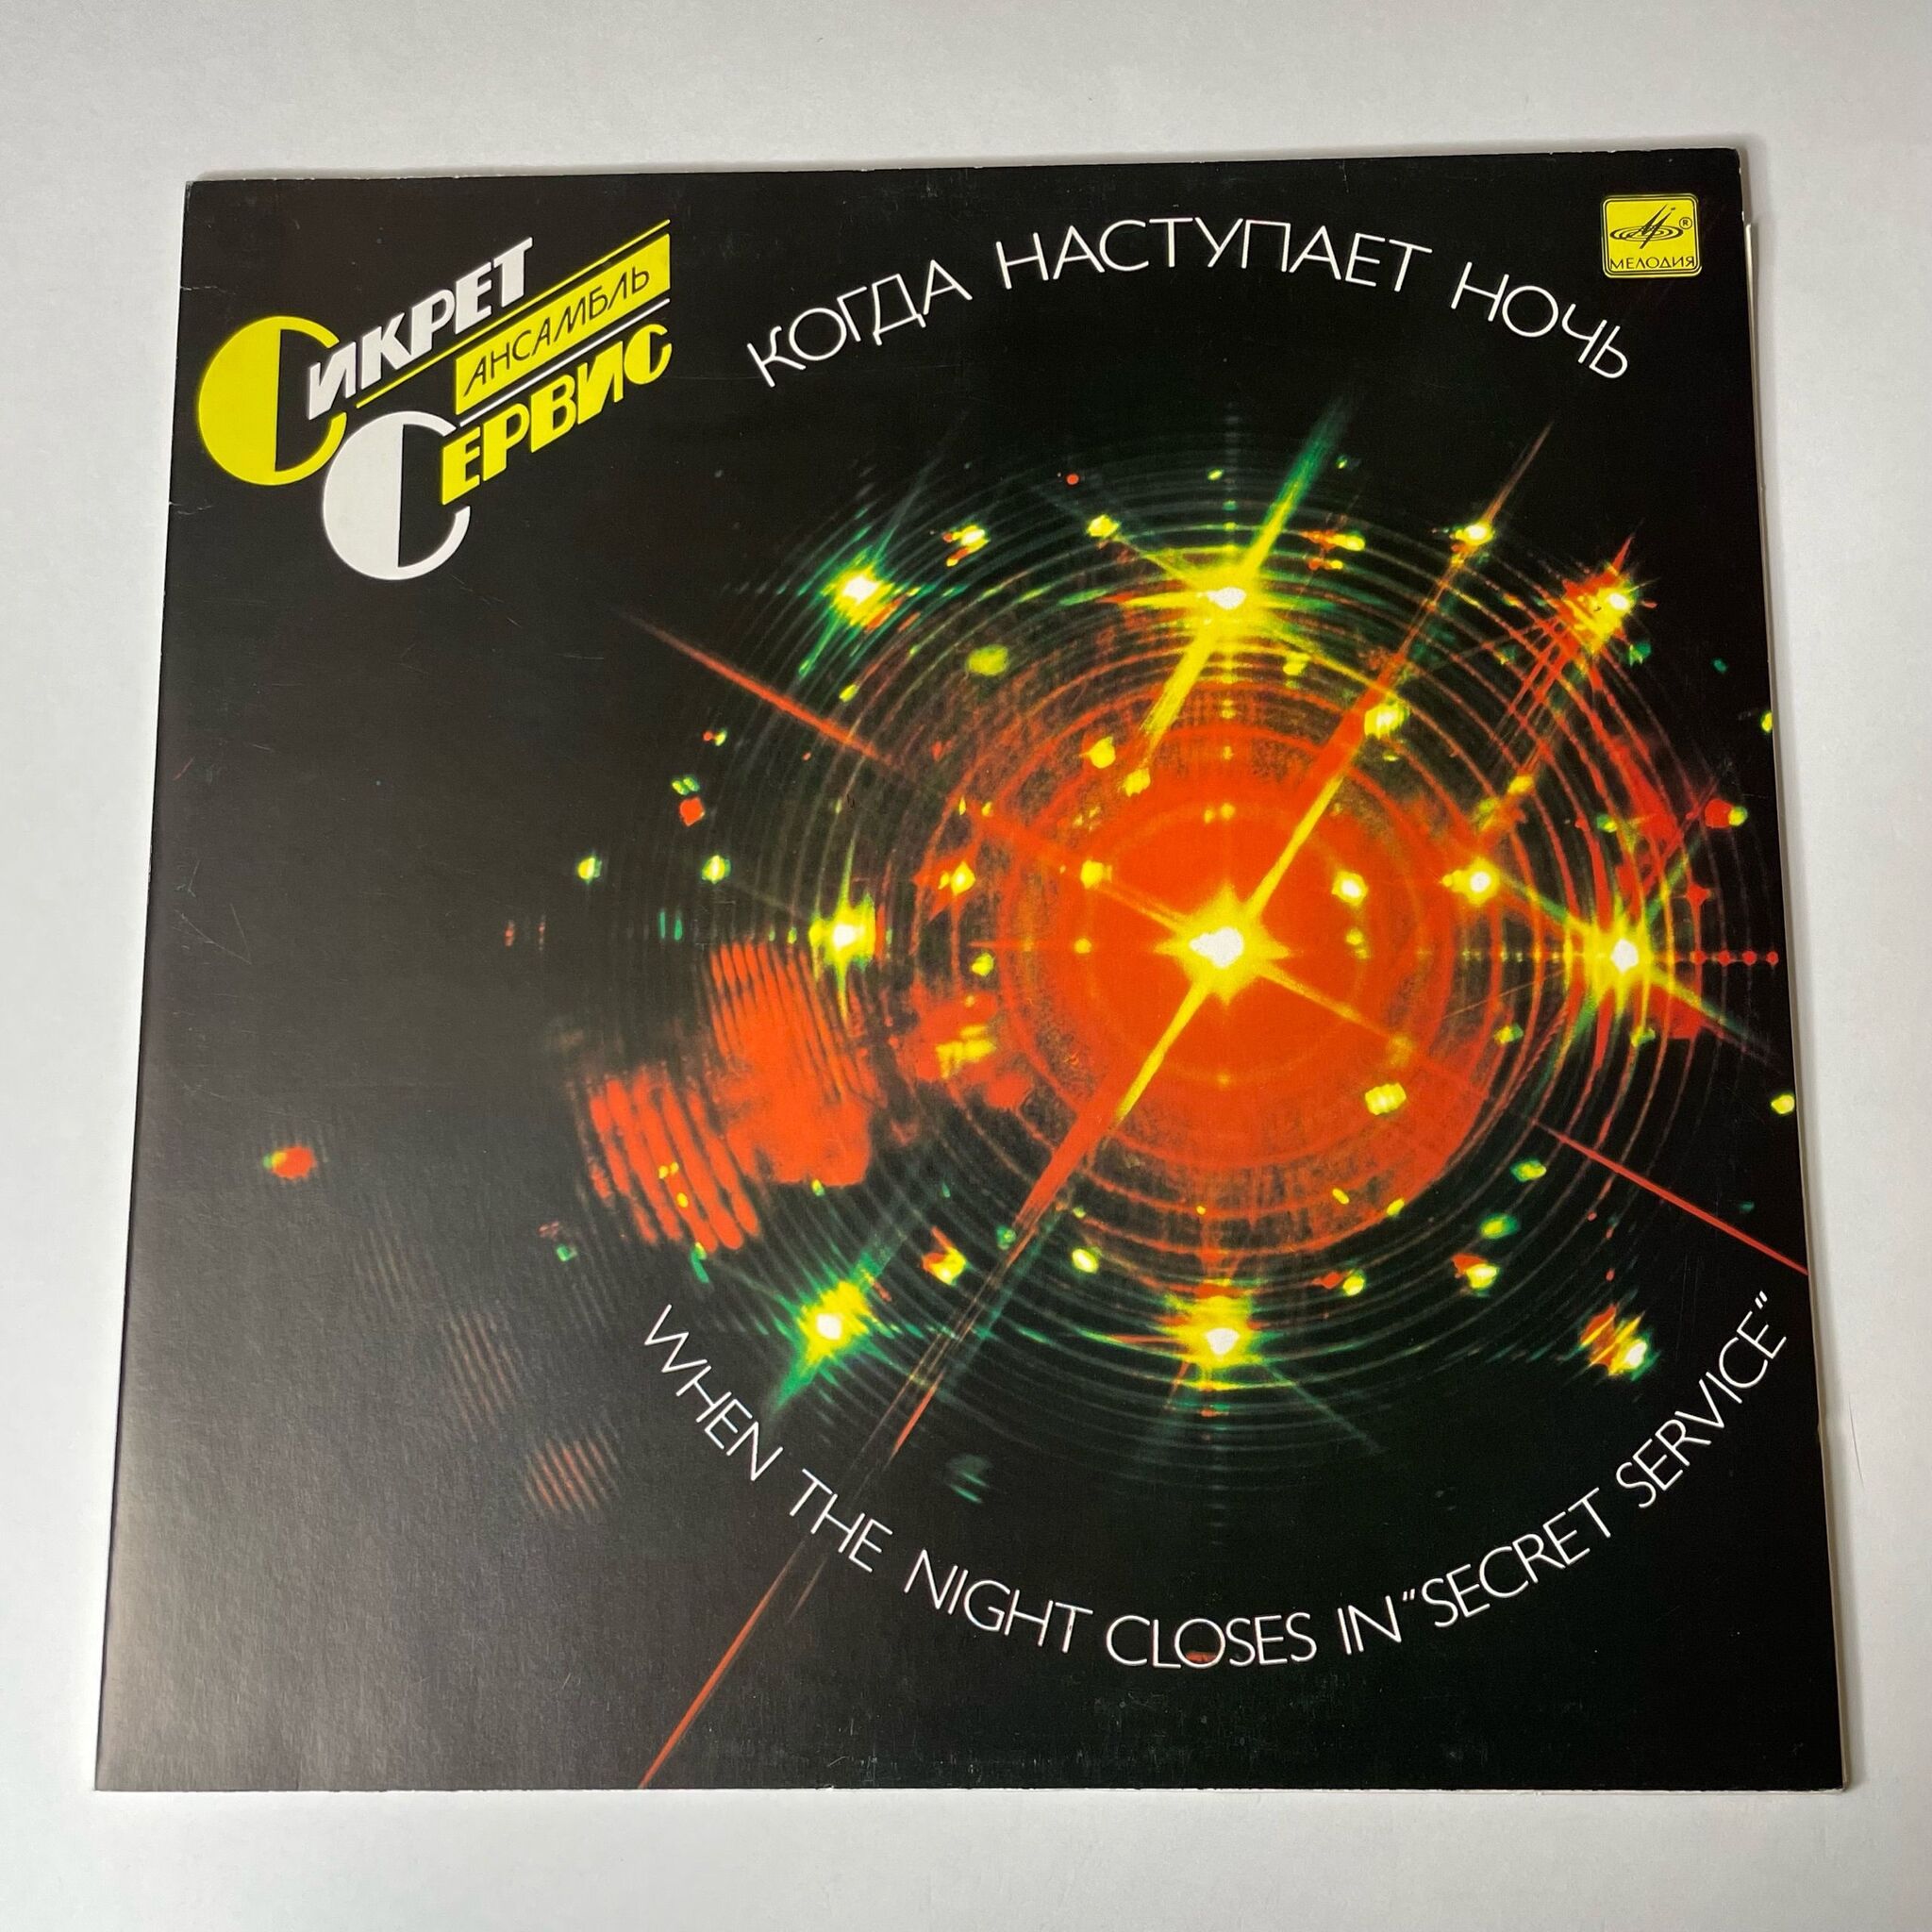 СИКРЕТ
АНСАМБЛЬ
СЕРВИС
КОГДА НАСТУПАЕТ НОЧЬ
®
МЕЛОДИЯ
WHEN THE NIGHT CLOSES IN "SECRET SERVICE"